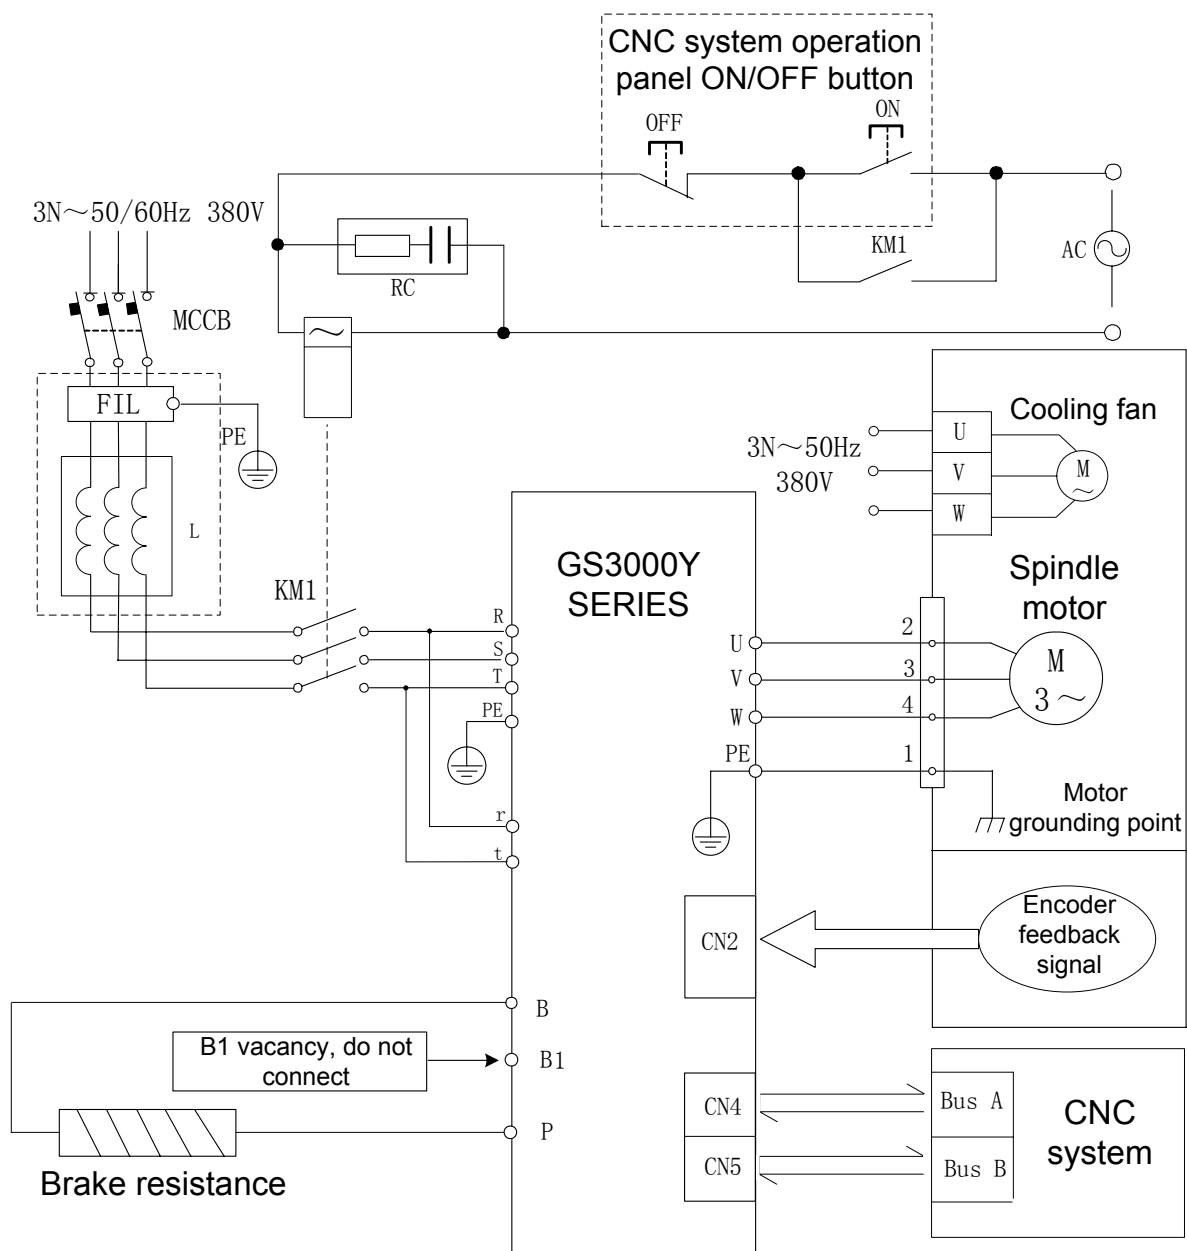 CNC system operation
panel ON/OFF button
OFF
ON
3N～50/60Hz 380V
RC
KM1
AC
MCCB
FIL
PE
L
Cooling fan
3N～50Hz
380V
U
V
W
M
GS3000Y
SERIES
Spindle
motor
KM1
R
S
T
PE
r
t
U
V
W
PE
2
3
4
1
M
3～
Motor
grounding point
CN2
Encoder
feedback
signal
B
B1 vacancy, do not
connect
B1
P
Brake resistance
CN4
CN5
Bus A
Bus B
CNC
system